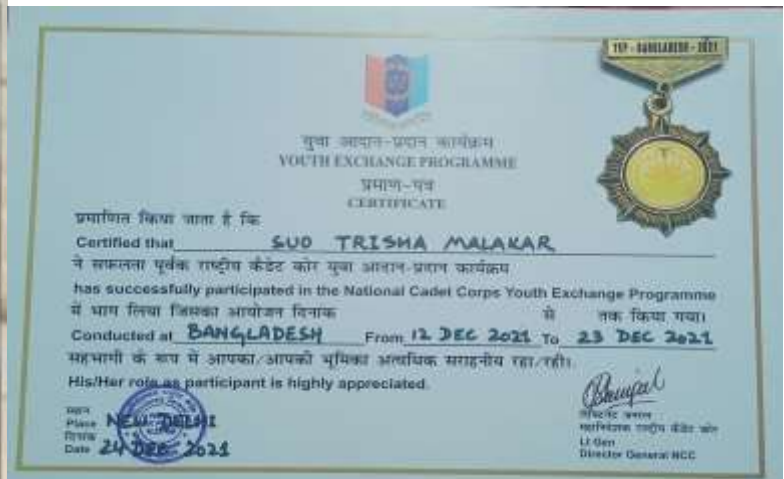 YEP - BANGLADESH - 2021
युवा आदान-प्रदान कार्यक्रम
YOUTH EXCHANGE PROGRAMME
प्रमाण-पत्र
CERTIFICATE
प्रमाणित किया जाता है कि
Certified that SUO TRISHA MALAKAR
ने सफलता पूर्वक राष्ट्रीय कैडेट कोर युवा आदान-प्रदान कार्यक्रम
has successfully participated in the National Cadet Corps Youth Exchange Programme
में भाग लिया जिसका आयोजन दिनांक से तक किया गया।
Conducted at BANGLADESH From 12 DEC 2021 To 23 DEC 2021
सहभागी के रूप में आपका/आपकी भूमिका अत्यधिक सराहनीय रहा/रही।
His/Her role as participant is highly appreciated.
स्थान
Place NEW DELHI
दिनांक
Date 24 DEC 2021
लेफ्टिनेंट जनरल
महानिदेशक राष्ट्रीय कैडेट कोर
Lt Gen
Director General NCC